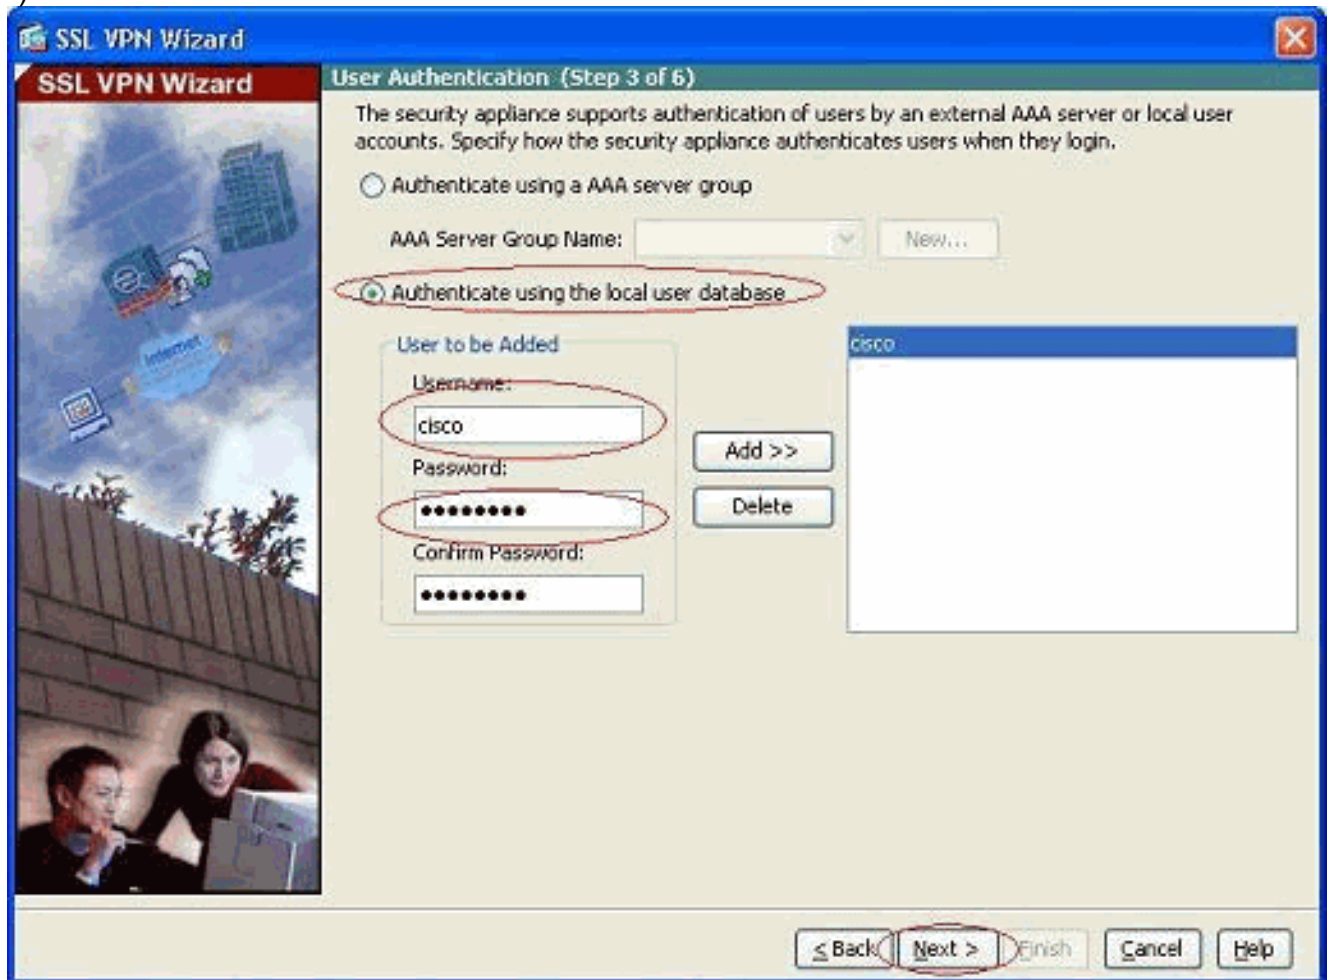 )
SSL VPN Wizard
SSL VPN Wizard
User Authentication (Step 3 of 6)
The security appliance supports authentication of users by an external AAA server or local user
accounts. Specify how the security appliance authenticates users when they login.
Authenticate using a AAA server group
AAA Server Group Name:
New...
Authenticate using the local user database
User to be Added
Username:
cisco
Password:
••••••••
Confirm Password:
••••••••
Add >>
Delete
cisco
Internet
< Back
Next >
Finish
Cancel
Help